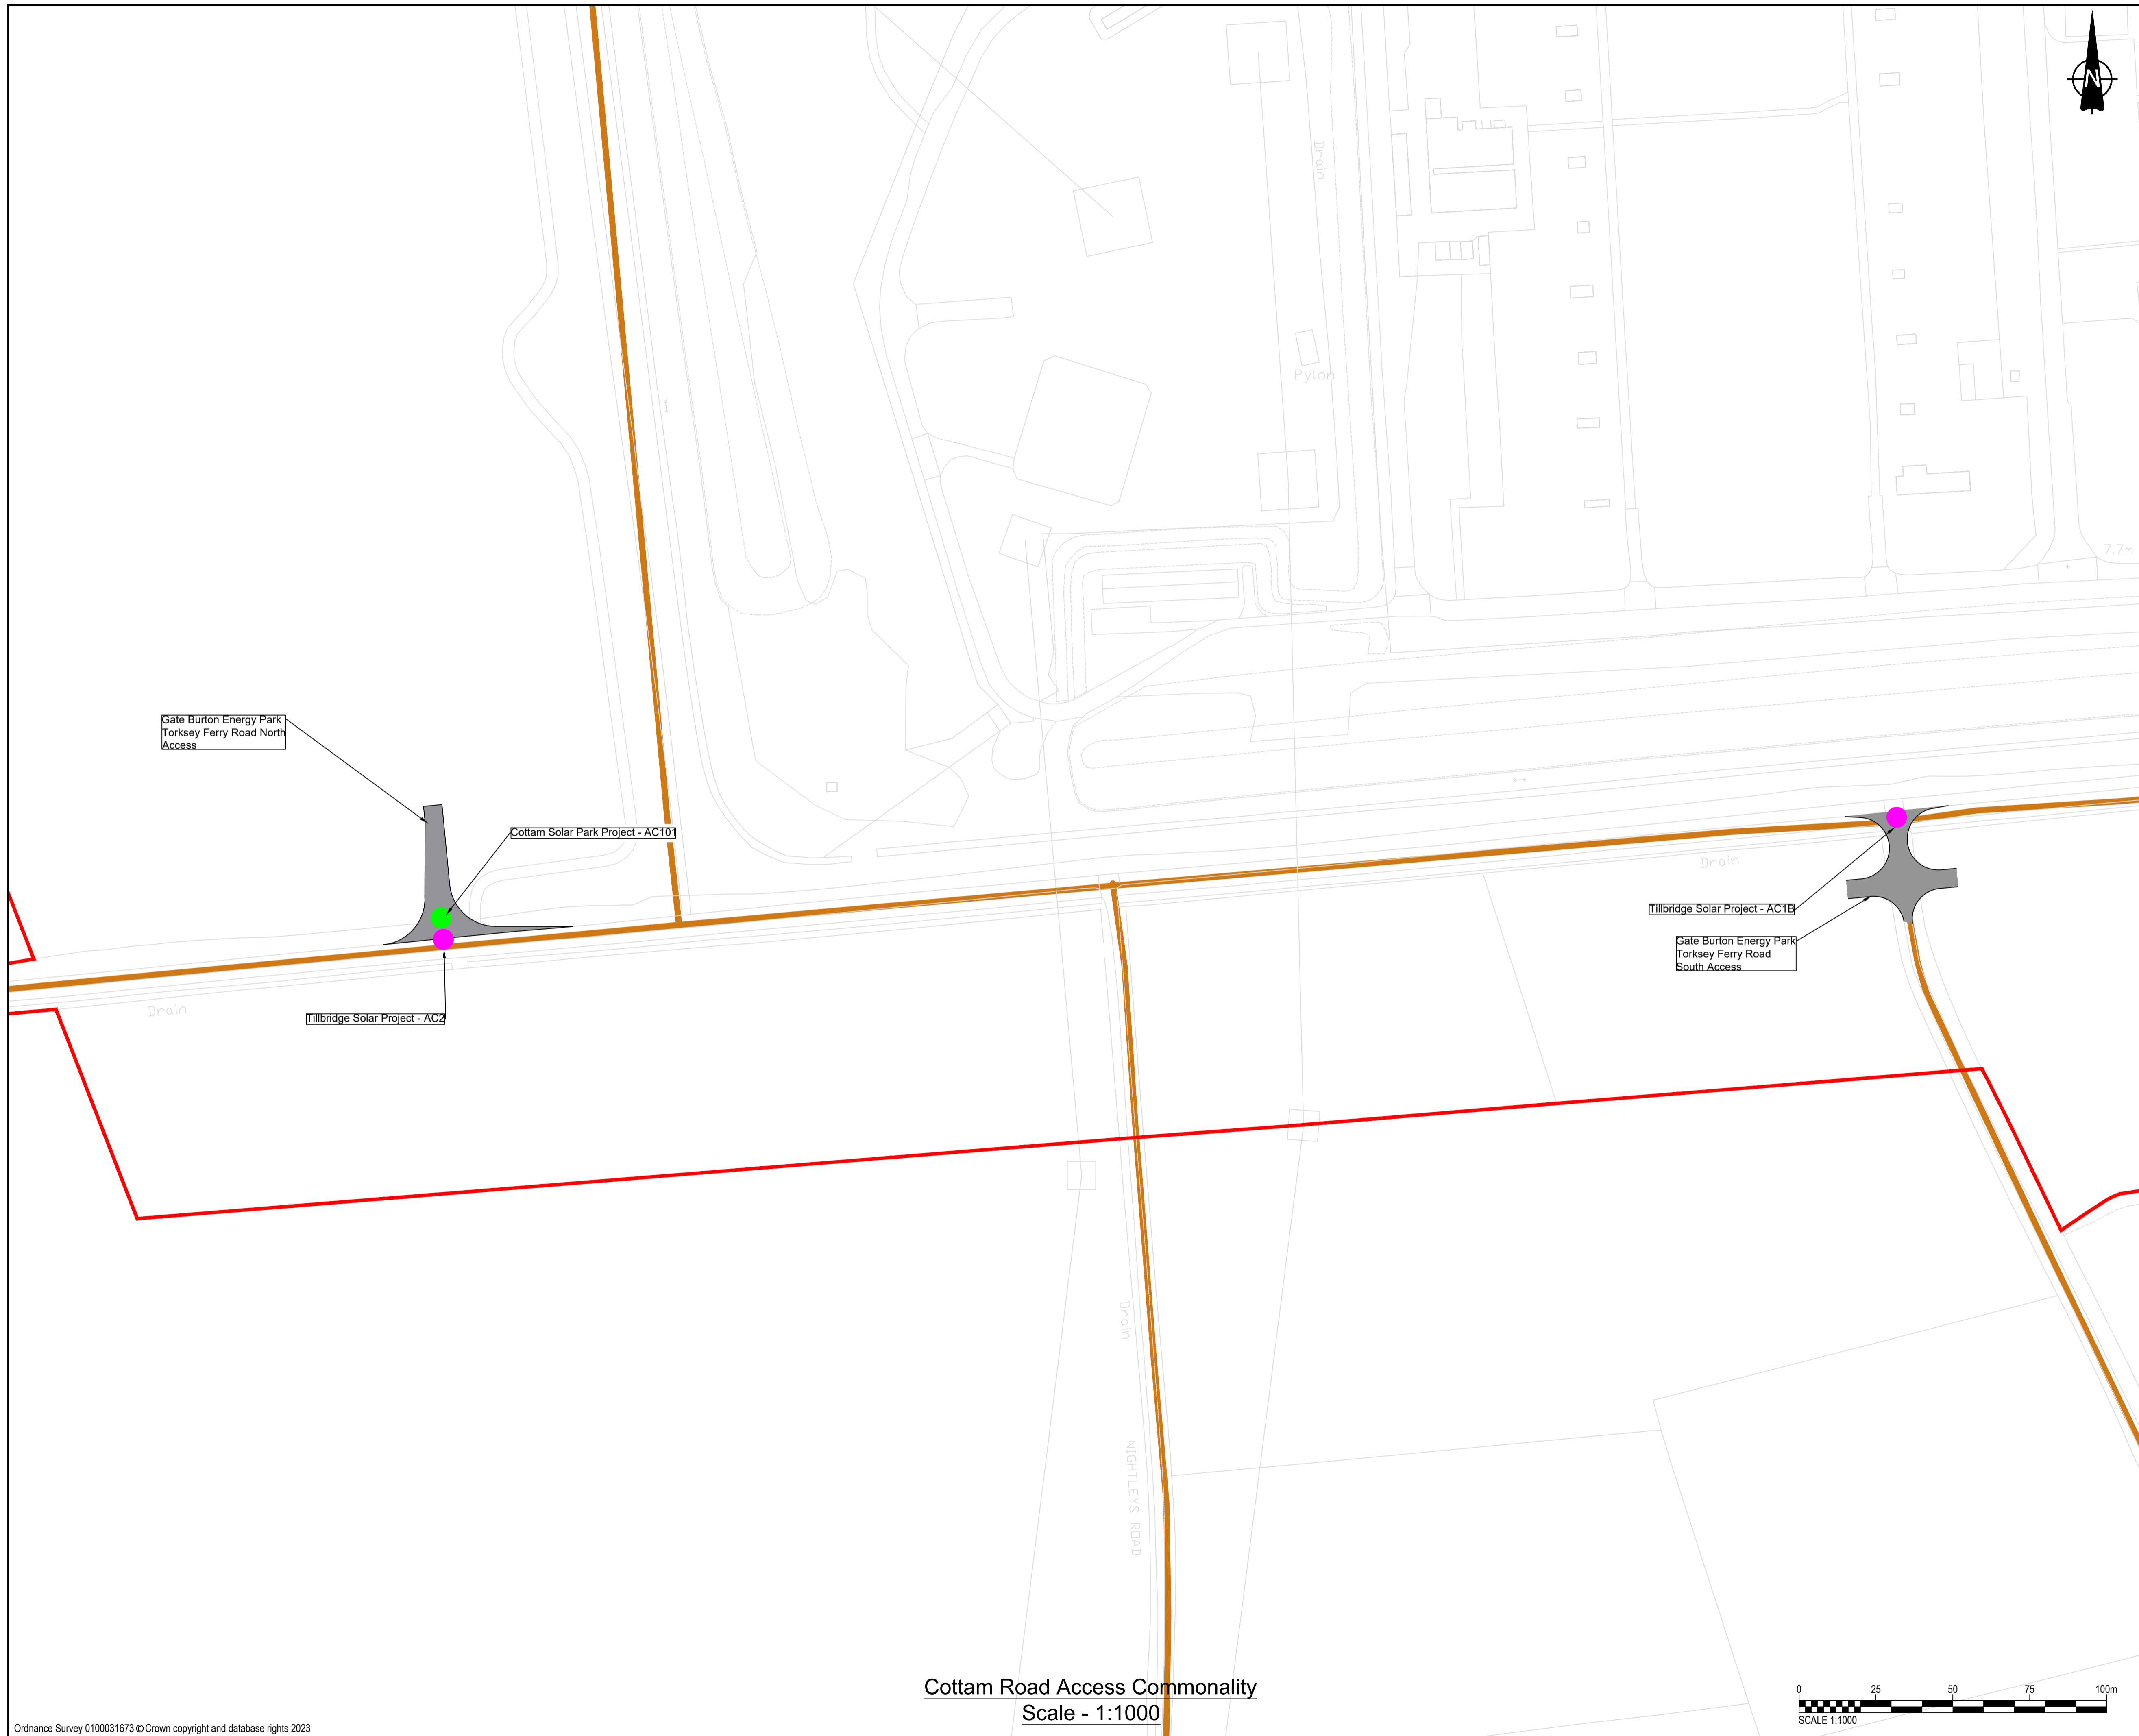 N
Drain
Pylon
7.7m
Gate Burton Energy Park
Torksey Ferry Road North
Access
Cottam Solar Park Project - AC101
Drain
Tillbridge Solar Project - AC1B
Gate Burton Energy Park
Torksey Ferry Road
South Access
Drain
Tillbridge Solar Project - AC2
Drain
NIGHTLEYS ROAD
Cottam Road Access Commonality
Scale - 1:1000
0 25 50 75 100m
SCALE 1:1000
Ordnance Survey 0100031673 © Crown copyright and database rights 2023